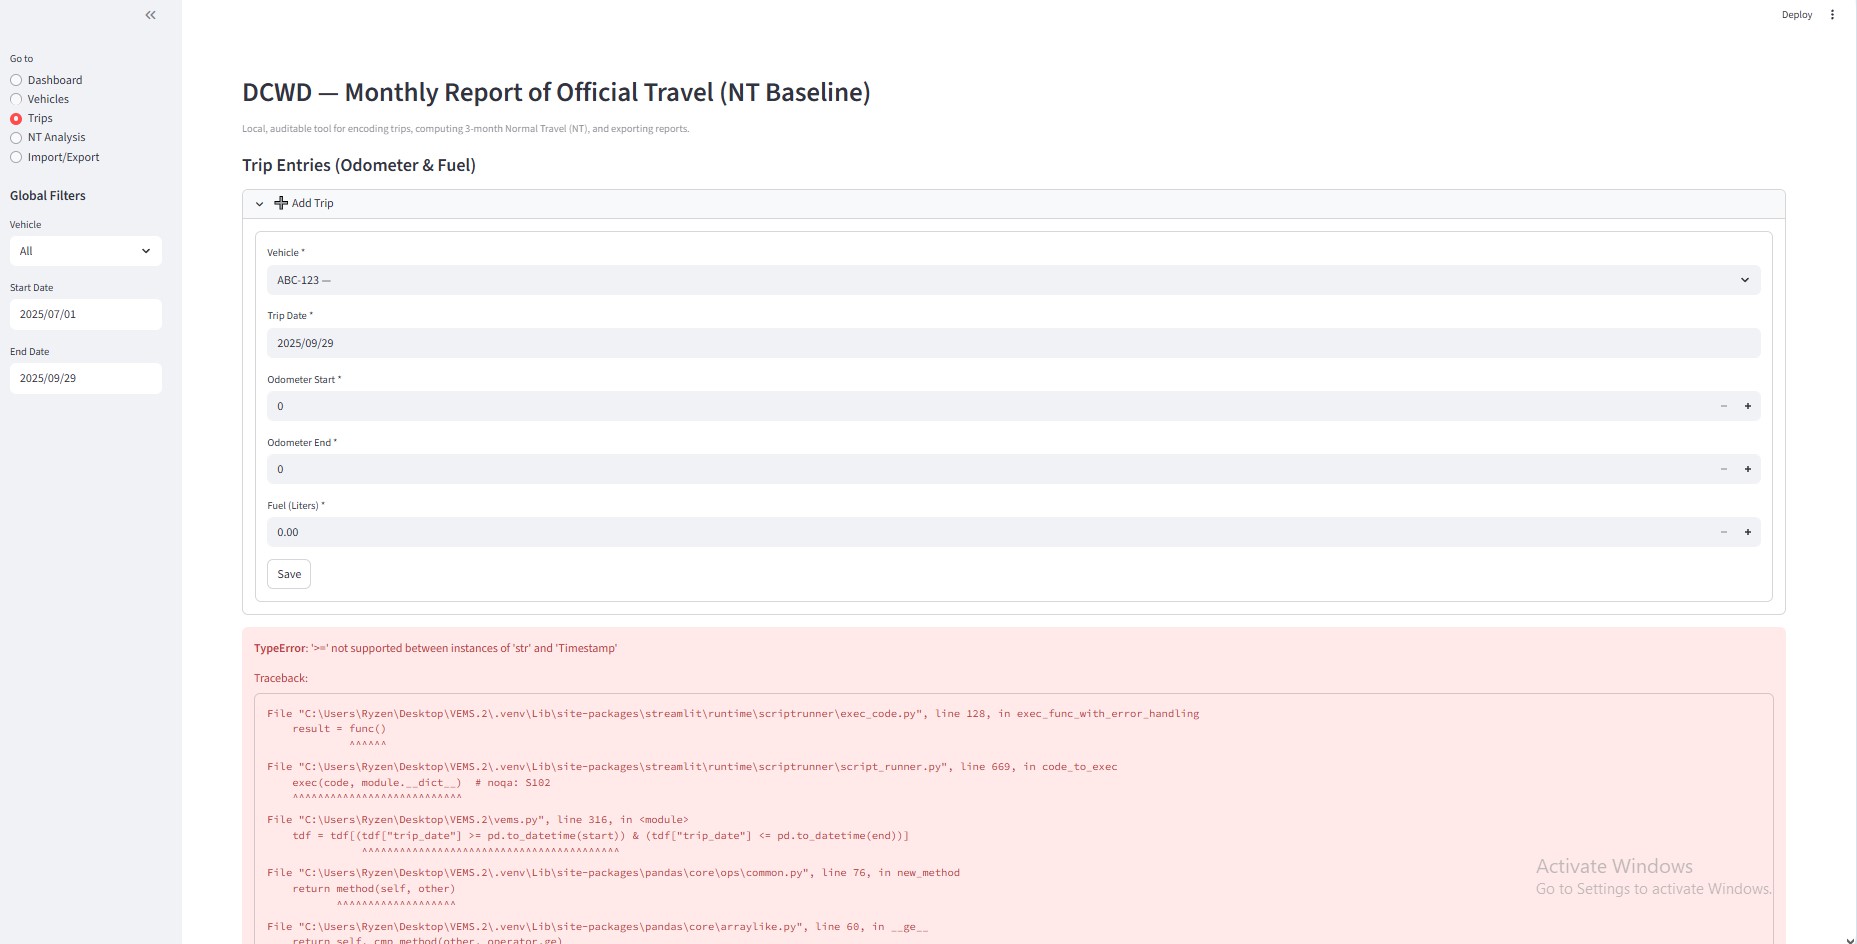 Deploy
Go to
Dashboard
Vehicles
Trips
NT Analysis
Import/Export
Global Filters
Vehicle
All
Start Date
2025/07/01
End Date
2025/09/29
DCWD — Monthly Report of Official Travel (NT Baseline)
Local, auditable tool for encoding trips, computing 3-month Normal Travel (NT), and exporting reports.
Trip Entries (Odometer & Fuel)
Add Trip
Vehicle *
ABC-123 —
Trip Date *
2025/09/29
Odometer Start *
0
Odometer End *
0
Fuel (Liters) *
0.00
Save
TypeError: '>=' not supported between instances of 'str' and 'Timestamp'
Traceback:
File "C:\Users\Ryzen\Desktop\VEMS.2\.venv\Lib\site-packages\streamlit\runtime\scriptrunner\exec_code.py", line 128, in exec_func_with_error_handling
result = func()
^^^^^^
File "C:\Users\Ryzen\Desktop\VEMS.2\.venv\Lib\site-packages\streamlit\runtime\scriptrunner\script_runner.py", line 669, in code_to_exec
exec(code, module.__dict__)  # noqa: S102
^^^^^^^^^^^^^^^^^^^^^^^^^^^
File "C:\Users\Ryzen\Desktop\VEMS.2\vems.py", line 316, in <module>
tdf = tdf[(tdf["trip_date"] >= pd.to_datetime(start)) & (tdf["trip_date"] <= pd.to_datetime(end))]
^^^^^^^^^^^^^^^^^^^^^^^^^^^^^^^^^^^^^^^^^
File "C:\Users\Ryzen\Desktop\VEMS.2\.venv\Lib\site-packages\pandas\core\ops\common.py", line 76, in new_method
return method(self, other)
^^^^^^^^^^^^^^^^^^^
File "C:\Users\Ryzen\Desktop\VEMS.2\.venv\Lib\site-packages\pandas\core\arraylike.py", line 60, in __ge__
return self._cmp_method(other, operator.ge)
Activate Windows
Go to Settings to activate Windows.